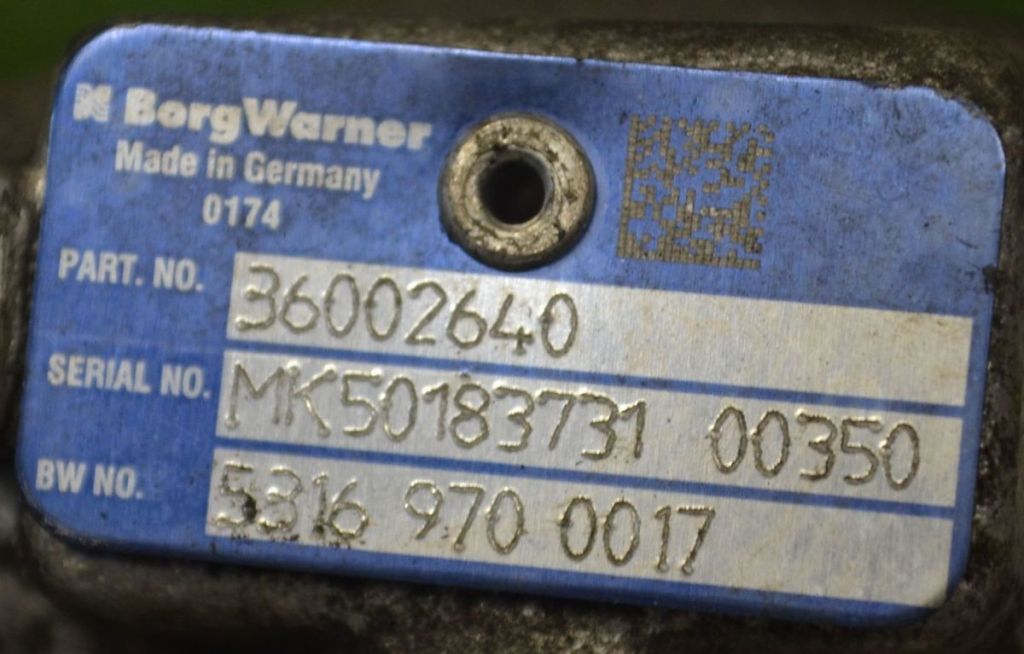 BorgWarner
Made in Germany
0174
PART. NO. 36002640
SERIAL NO. MK50183731 00350
BW NO. 5316 970 0017